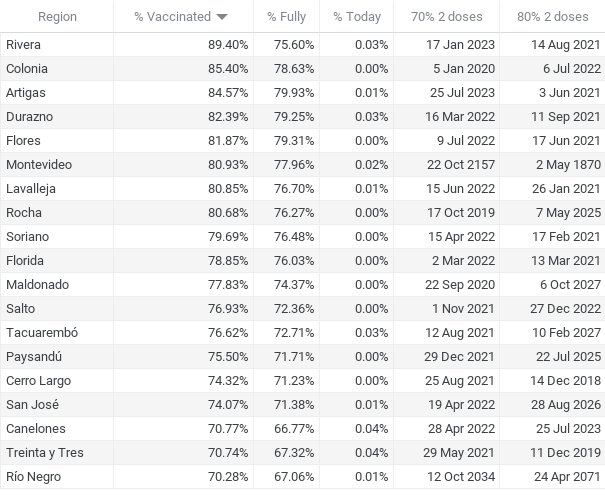 Region % Vaccinated % Fully % Today 70% 2 doses 80% 2 doses
Rivera 89.40% 75.60% 0.03% 17 Jan 2023 14 Aug 2021
Colonia 85.40% 78.63% 0.00% 5 Jan 2020 6 Jul 2022
Artigas 84.57% 79.93% 0.01% 25 Jul 2023 3 Jun 2021
Durazno 82.39% 79.25% 0.03% 16 Mar 2022 11 Sep 2021
Flores 81.87% 79.31% 0.00% 9 Jul 2022 17 Jun 2021
Montevideo 80.93% 77.96% 0.02% 22 Oct 2157 2 May 1870
Lavalleja 80.85% 76.70% 0.01% 15 Jun 2022 26 Jan 2021
Rocha 80.68% 76.27% 0.00% 17 Oct 2019 7 May 2025
Soriano 79.69% 76.48% 0.00% 15 Apr 2022 17 Feb 2021
Florida 78.85% 76.03% 0.00% 2 Mar 2022 13 Mar 2021
Maldonado 77.83% 74.37% 0.00% 22 Sep 2020 6 Oct 2027
Salto 76.93% 72.36% 0.00% 1 Nov 2021 27 Dec 2022
Tacuarembó 76.62% 72.71% 0.03% 12 Aug 2021 10 Feb 2027
Paysandú 75.50% 71.71% 0.00% 29 Dec 2021 22 Jul 2025
Cerro Largo 74.32% 71.23% 0.00% 25 Aug 2021 14 Dec 2018
San José 74.07% 71.38% 0.01% 19 Apr 2022 28 Aug 2026
Canelones 70.77% 66.77% 0.04% 28 Apr 2022 25 Jul 2023
Treinta y Tres 70.74% 67.32% 0.04% 29 May 2021 11 Dec 2019
Río Negro 70.28% 67.06% 0.01% 12 Oct 2034 24 Apr 2071